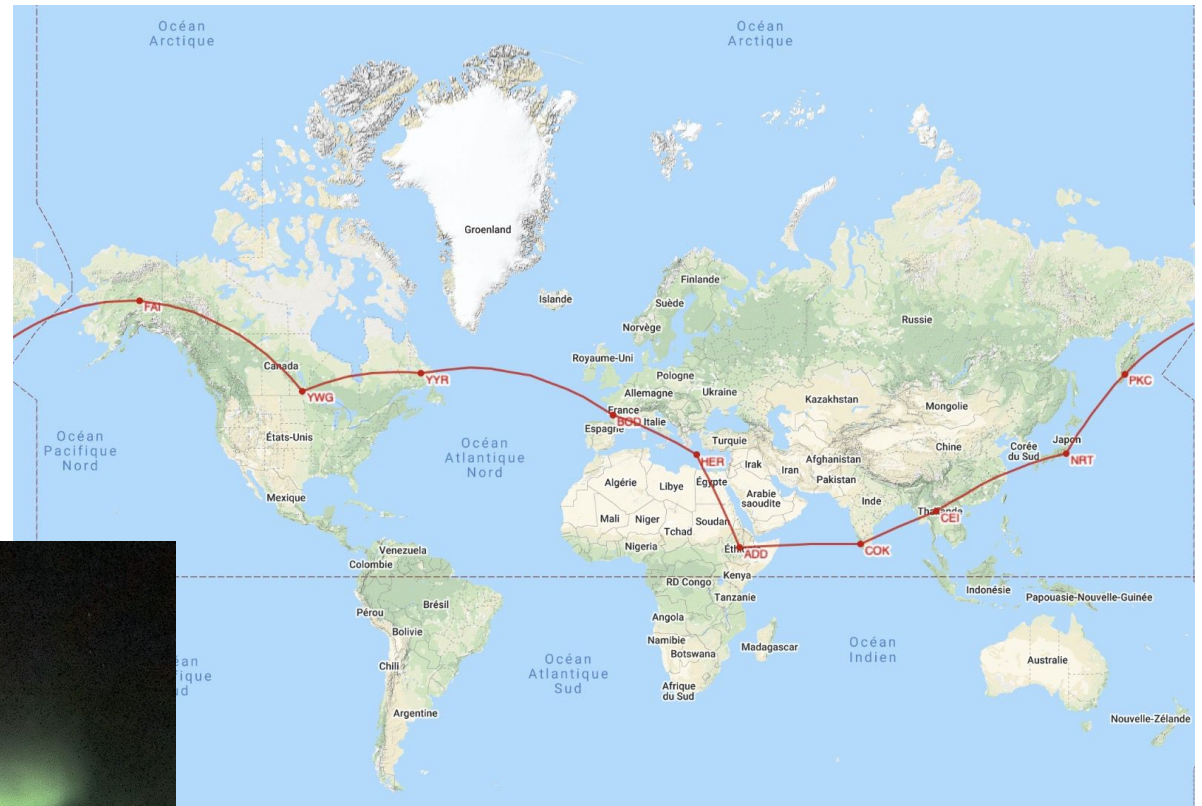 Océan
Arctique
Océan
Arctique
Groenland
Islande
Finlande
Suède
Norvège
Russie
FAI
Royaume-Uni
Pologne
Allemagne
Ukraine
Kazakhstan
Mongolie
Canada
YWG
YYR
PKC
France
BOD
Italie
Espagne
Turquie
HER
Océan
Pacifique
Nord
États-Unis
Océan
Atlantique
Nord
Chine
Corée
du Sud
Japon
NRT
Afghanistan
Irak
Iran
Pakistan
Algérie
Libye
Égypte
Arabie
saoudite
Inde
Mexique
Mali
Niger
Tchad
Soudan
CEI
Nigeria
ADD
COK
Venezuela
Colombie
RD Congo
Kenya
Tanzanie
Indonésie
Papouasie-Nouvelle-Guinée
Pérou
Brésil
Bolivie
Angola
Namibie
Botswana
Madagascar
Océan
Indien
Chili
Océan
Atlantique
Sud
Afrique
du Sud
Australie
Argentine
Nouvelle-Zélande